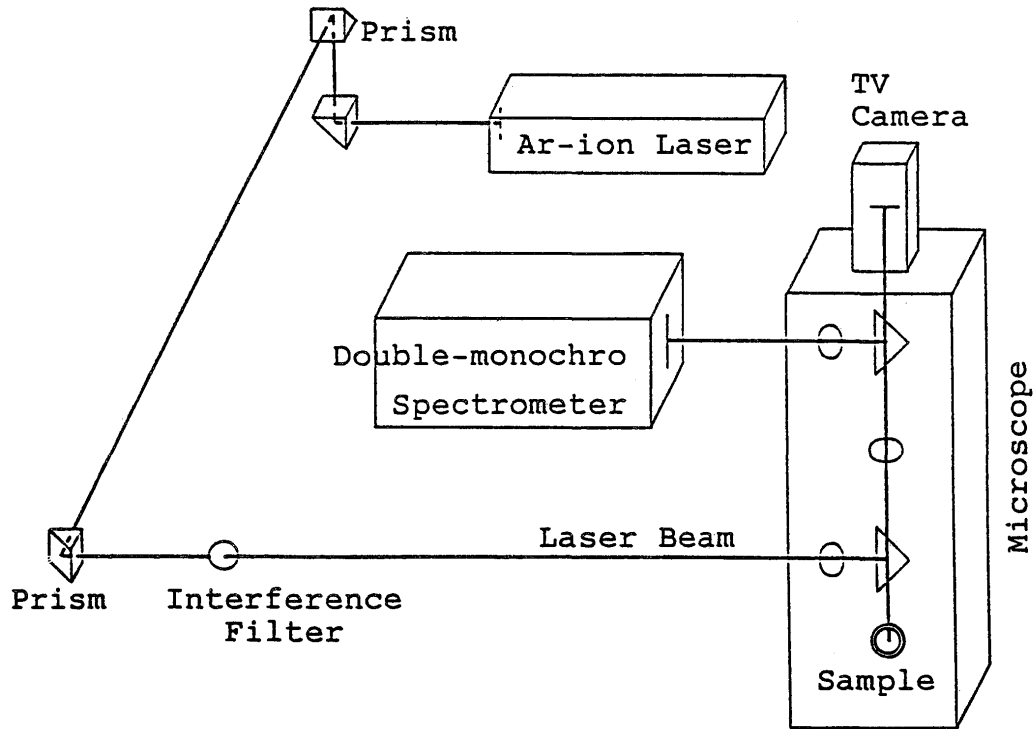 Prism
TV
Camera
Ar-ion Laser
Double-monochro
Spectrometer
Microscope
Laser Beam
Prism
Interference
Filter
Sample